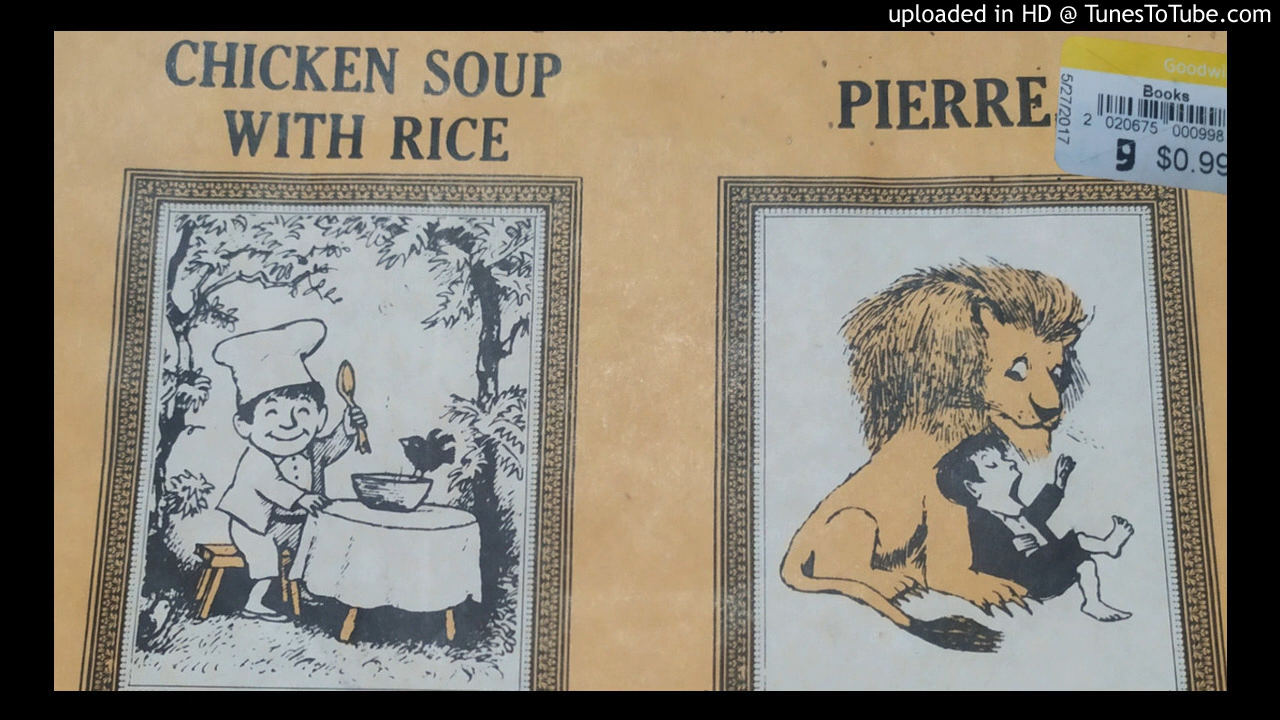 uploaded in HD @ TunesToTube.com
CHICKEN SOUP
WITH RICE
PIERRE
Books
5/27/2017
2 020675 000998
9 $0.99